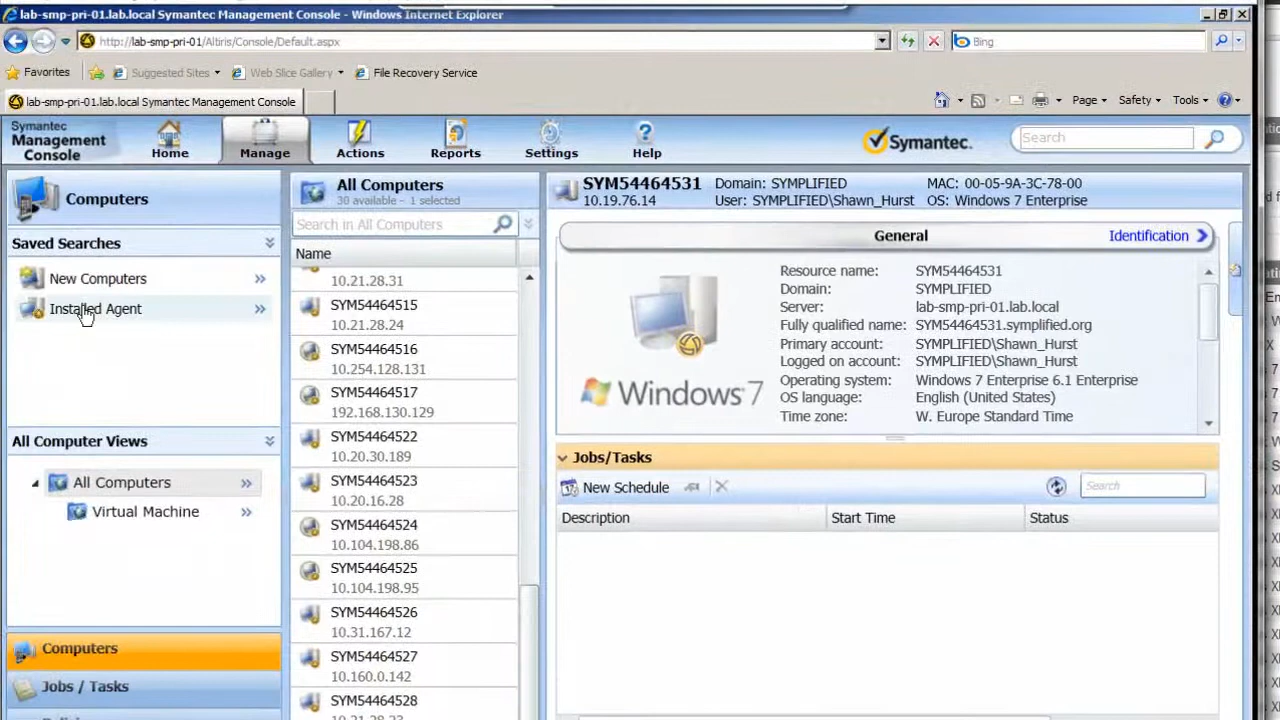 lab-smp-pri-01.lab.local Symantec Management Console - Windows Internet Explorer
http://lab-smp-pri-01/Altiris/Console/Default.aspx
Bing
Favorites
Suggested Sites
Web Slice Gallery
File Recovery Service
lab-smp-pri-01.lab.local Symantec Management Console
Page
Safety
Tools
Symantec
Management
Console
Home
Manage
Actions
Reports
Settings
Help
Symantec.
Search
Computers
Saved Searches
New Computers
Installed Agent
All Computer Views
All Computers
Virtual Machine
Computers
Jobs / Tasks
All Computers
30 available - 1 selected
Search in All Computers
Name
10.21.28.31
SYM54464515
10.21.28.24
SYM54464516
10.254.128.131
SYM54464517
192.168.130.129
SYM54464522
10.20.30.189
SYM54464523
10.20.16.28
SYM54464524
10.104.198.86
SYM54464525
10.104.198.95
SYM54464526
10.31.167.12
SYM54464527
10.160.0.142
SYM54464528
SYM54464531 Domain: SYMPLIFIED MAC: 00-05-9A-3C-78-00
10.19.76.14 User: SYMPLIFIED\Shawn_Hurst OS: Windows 7 Enterprise
General
Identification
Windows 7
Resource name: SYM54464531
Domain: SYMPLIFIED
Server: lab-smp-pri-01.lab.local
Fully qualified name: SYM54464531.symplified.org
Primary account: SYMPLIFIED\Shawn_Hurst
Logged on account: SYMPLIFIED\Shawn_Hurst
Operating system: Windows 7 Enterprise 6.1 Enterprise
OS language: English (United States)
Time zone: W. Europe Standard Time
Jobs/Tasks
New Schedule
Search
Description
Start Time
Status